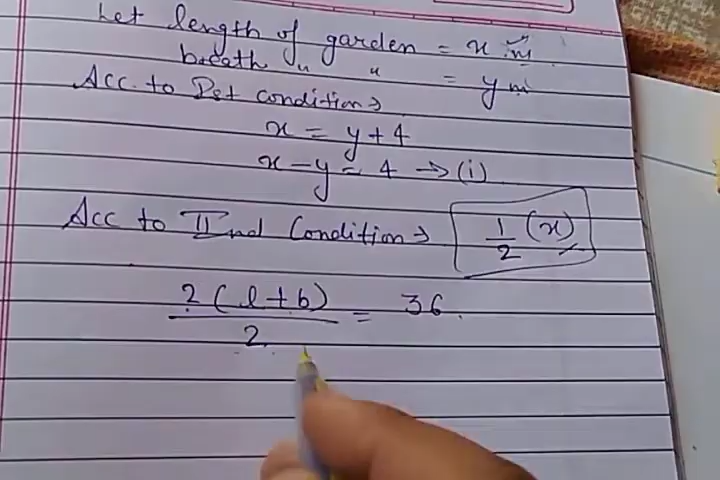 Let length of garden = x m.
breath " " = y m
Acc. to Ist condition→
x = y + 4
x - y = 4 → (i)
Acc to IInd Condition→ 1/2 (x)
2 (l + b) / 2 = 36.